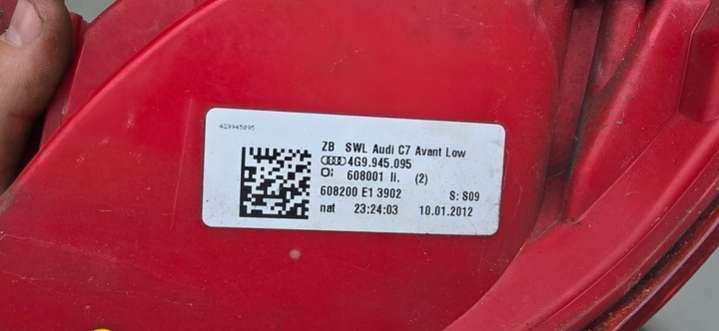 4G9945095
ZB SWL Audi C7 Avant Low
4G9.945.095
608001 li. (2)
608200 E1 3902 S: S09
nat 23:24:03 10.01.2012